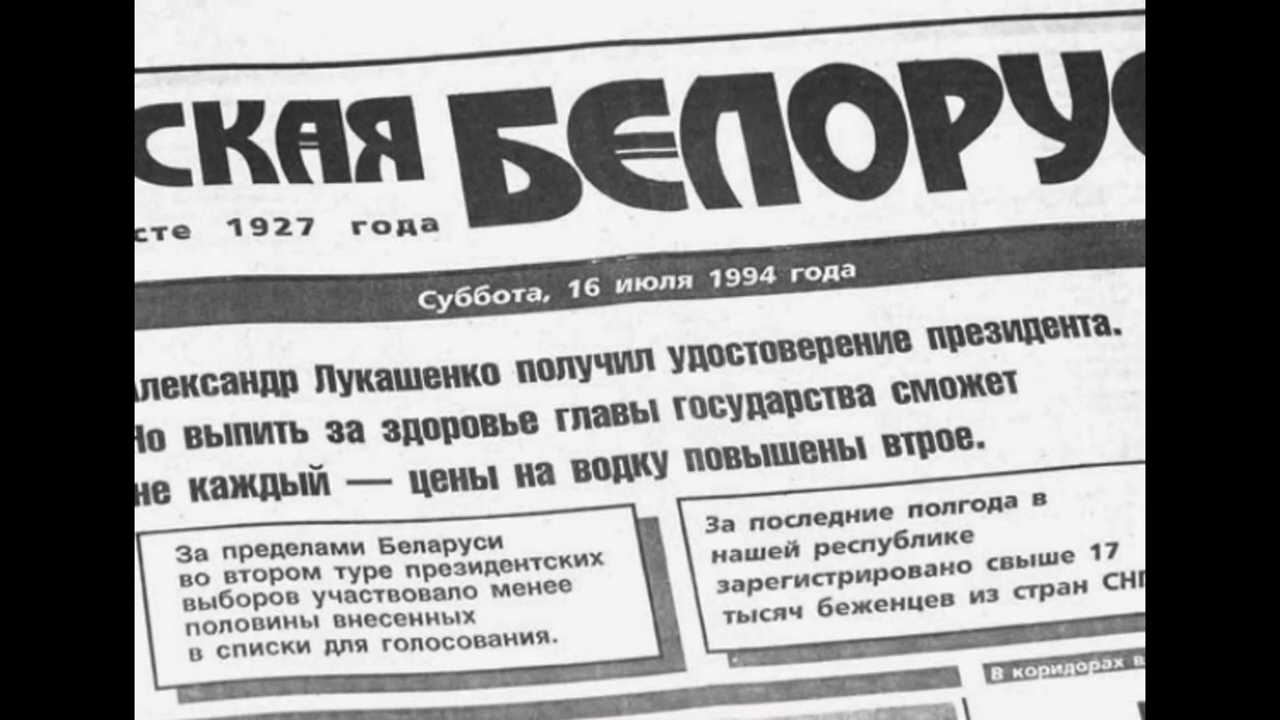 СКАЯ БЕЛОРУС
сте 1927 года
Суббота, 16 июля 1994 года
Александр Лукашенко получил удостоверение президента.
Но выпить за здоровье главы государства сможет
не каждый — цены на водку повышены втрое.
За пределами Беларуси
во втором туре президентских
выборов участвовало менее
половины внесенных
в списки для голосования.
За последние полгода в
нашей республике
зарегистрировано свыше 17
тысяч беженцев из стран СНГ
В коридорах в